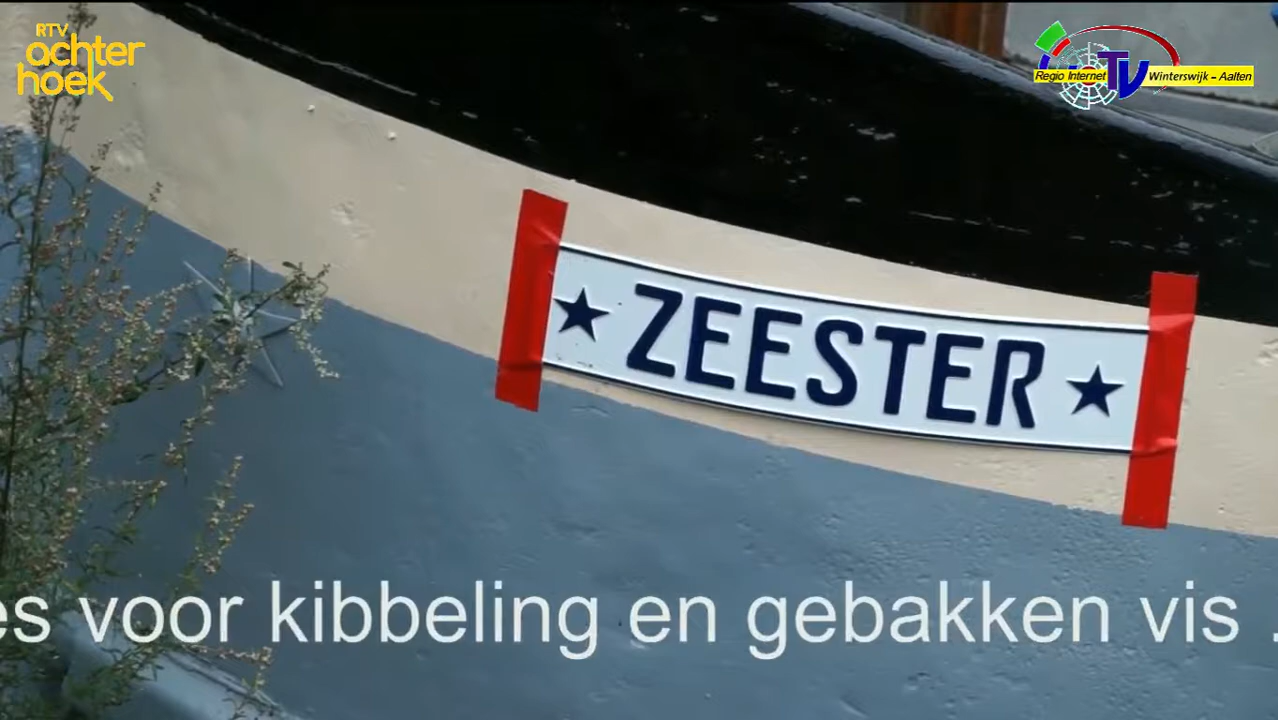 RTV
achter
hoek
Regio Internet TV Winterswijk - Aalten
★ ZEESTER ★
es voor kibbeling en gebakken vis .